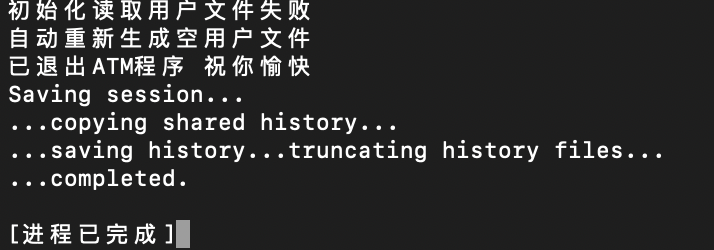 初始化读取用户文件失败
自动重新生成空用户文件
已退出ATM程序 祝你愉快
Saving session...
...copying shared history...
...saving history...truncating history files...
...completed.
[进程已完成]